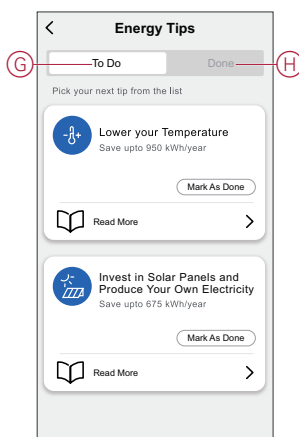 Energy Tips
G To Do Done H
Pick your next tip from the list
Lower your Temperature
Save upto 950 kWh/year
Mark As Done
Read More
Invest in Solar Panels and
Produce Your Own Electricity
Save upto 675 kWh/year
Mark As Done
Read More